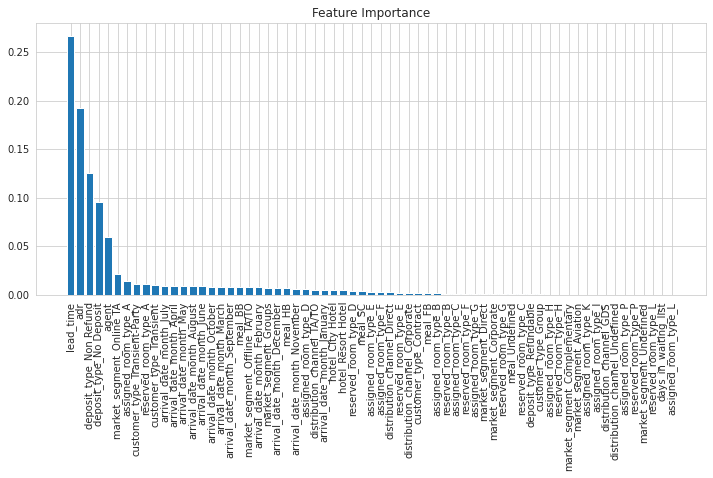 Feature Importance
0.25
0.20
0.15
0.10
0.05
0.00
lead_time
adr
deposit_type_Non Refund
deposit_type_No Deposit
agent
market_segment_Online TA
assigned_room_type_A
customer_type_Transient-Party
reserved_room_type_A
customer_type_Transient
arrival_date_month_July
arrival_date_month_April
arrival_date_month_May
arrival_date_month_August
arrival_date_month_June
arrival_date_month_October
arrival_date_month_March
arrival_date_month_September
meal_BB
market_segment_Offline TA/TO
arrival_date_month_February
market_segment_Groups
arrival_date_month_December
meal_HB
arrival_date_month_November
assigned_room_type_D
distribution_channel_TA/TO
arrival_date_month_January
hotel_City Hotel
hotel_Resort Hotel
reserved_room_type_D
meal_SC
assigned_room_type_E
assigned_room_type_F
distribution_channel_Direct
reserved_room_type_E
distribution_channel_Corporate
customer_type_Contract
meal_FB
assigned_room_type_B
reserved_room_type_B
assigned_room_type_C
reserved_room_type_F
assigned_room_type_G
market_segment_Direct
market_segment_Corporate
reserved_room_type_G
meal_Undefined
reserved_room_type_C
deposit_type_Refundable
customer_type_Group
assigned_room_type_H
reserved_room_type_H
market_segment_Complementary
market_segment_Aviation
assigned_room_type_K
assigned_room_type_I
distribution_channel_GDS
distribution_channel_Undefined
assigned_room_type_P
reserved_room_type_P
market_segment_Undefined
reserved_room_type_L
days_in_waiting_list
assigned_room_type_L